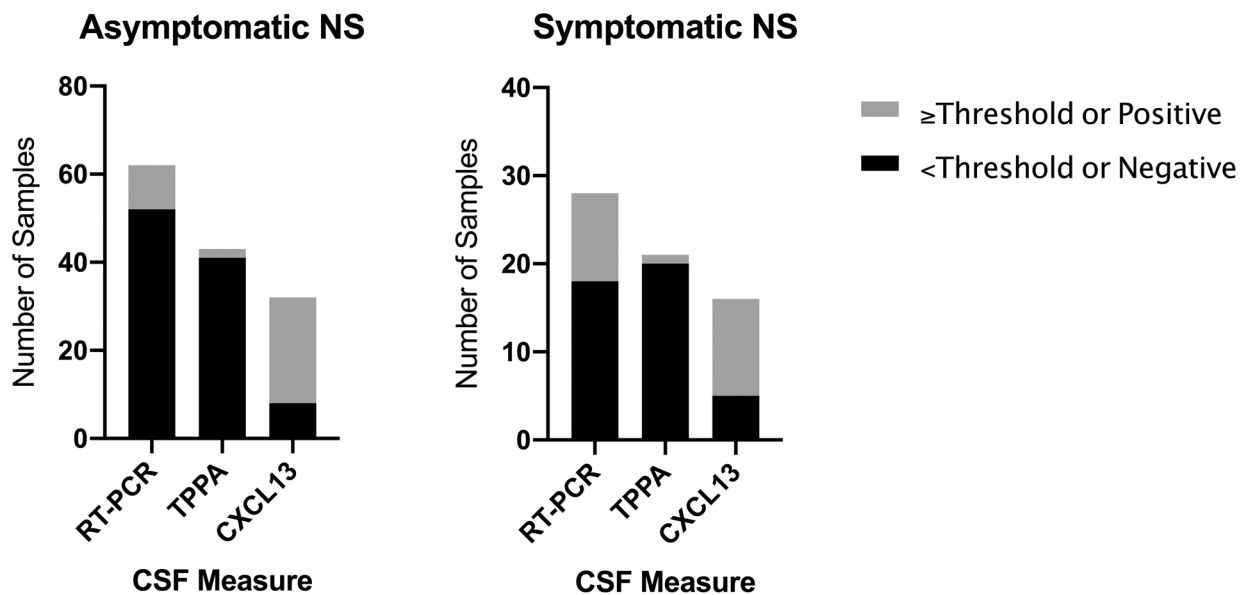 Asymptomatic NS
Number of Samples
80
60
40
20
0
RT-PCR
TPPA
CXCL13
CSF Measure
Symptomatic NS
Number of Samples
40
30
20
10
0
RT-PCR
TPPA
CXCL13
CSF Measure
≥Threshold or Positive
<Threshold or Negative